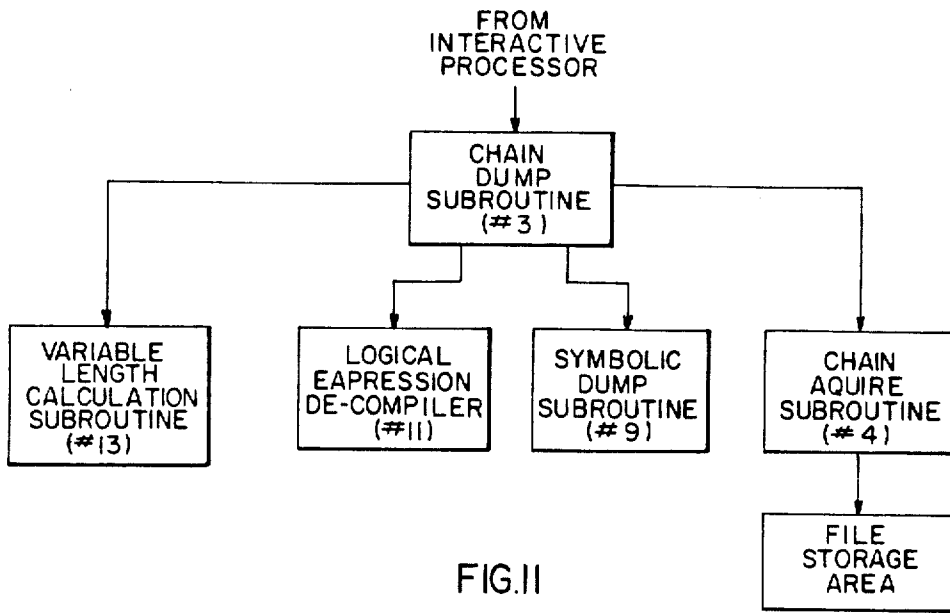 FROM
INTERACTIVE
PROCESSOR
CHAIN
DUMP
SUBROUTINE
(#3)
VARIABLE
LENGTH
CALCULATION
SUBROUTINE
(#13)
LOGICAL
EAPRESSION
DE-COMPILER
(#11)
SYMBOLIC
DUMP
SUBROUTINE
(#9)
CHAIN
AQUIRE
SUBROUTINE
(#4)
FILE
STORAGE
AREA
FIG.11